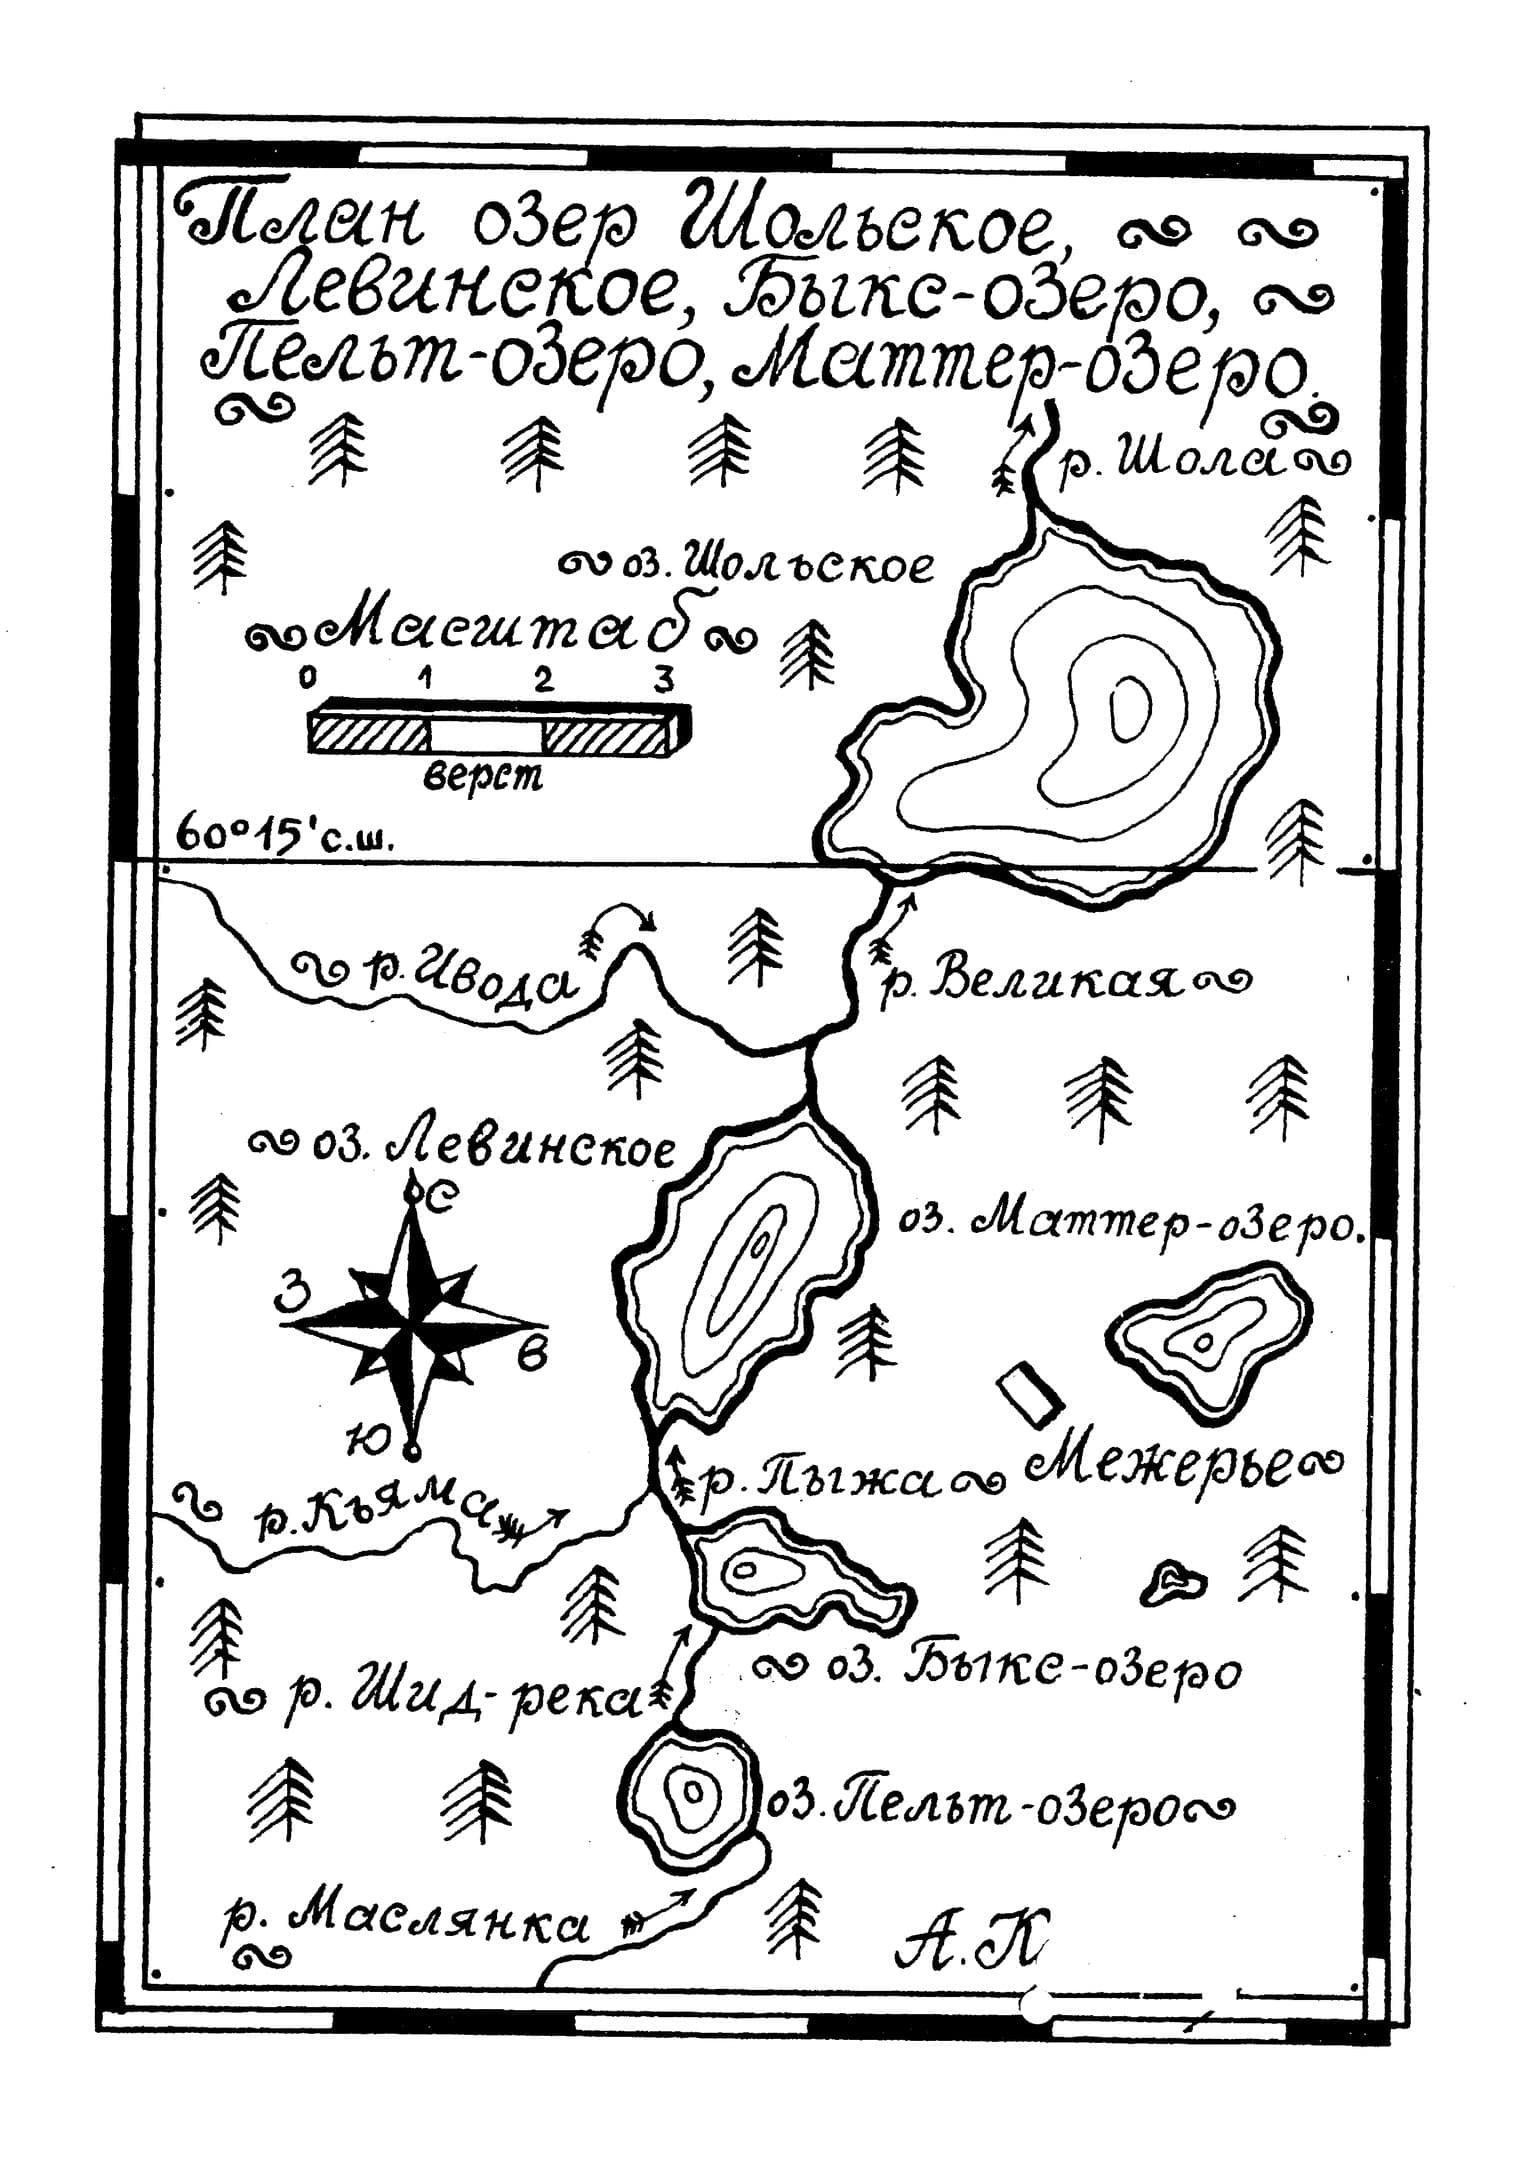 План озер Шольское,
Левинское, Быкс-озеро,
Пельт-озеро, Маттер-озеро.
р. Шола
оз. Шольское
Масштаб
0 1 2 3
верст
60°15'с.ш.
р. Ивода
р. Великая
оз. Левинское
С
оз. Маттер-озеро.
З
В
Ю
Межерье
р. Пыжа
р. Кьяма
оз. Быкс-озеро
р. Шид-река
оз. Пельт-озеро
р. Маслянка
А.К